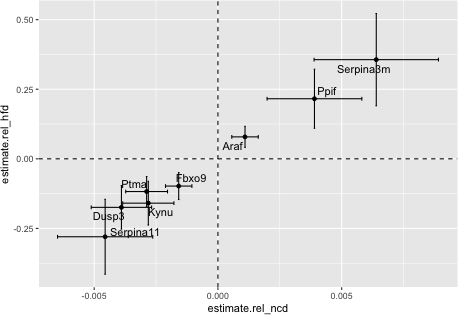 0.50
Serpina3m
0.25
Ppif
Araf
0.00
Ptma
Fbxo9
Dusp3
Kynu
Serpina11
-0.25
estimate.rel_hfd
-0.005
0.000
0.005
estimate.rel_ncd